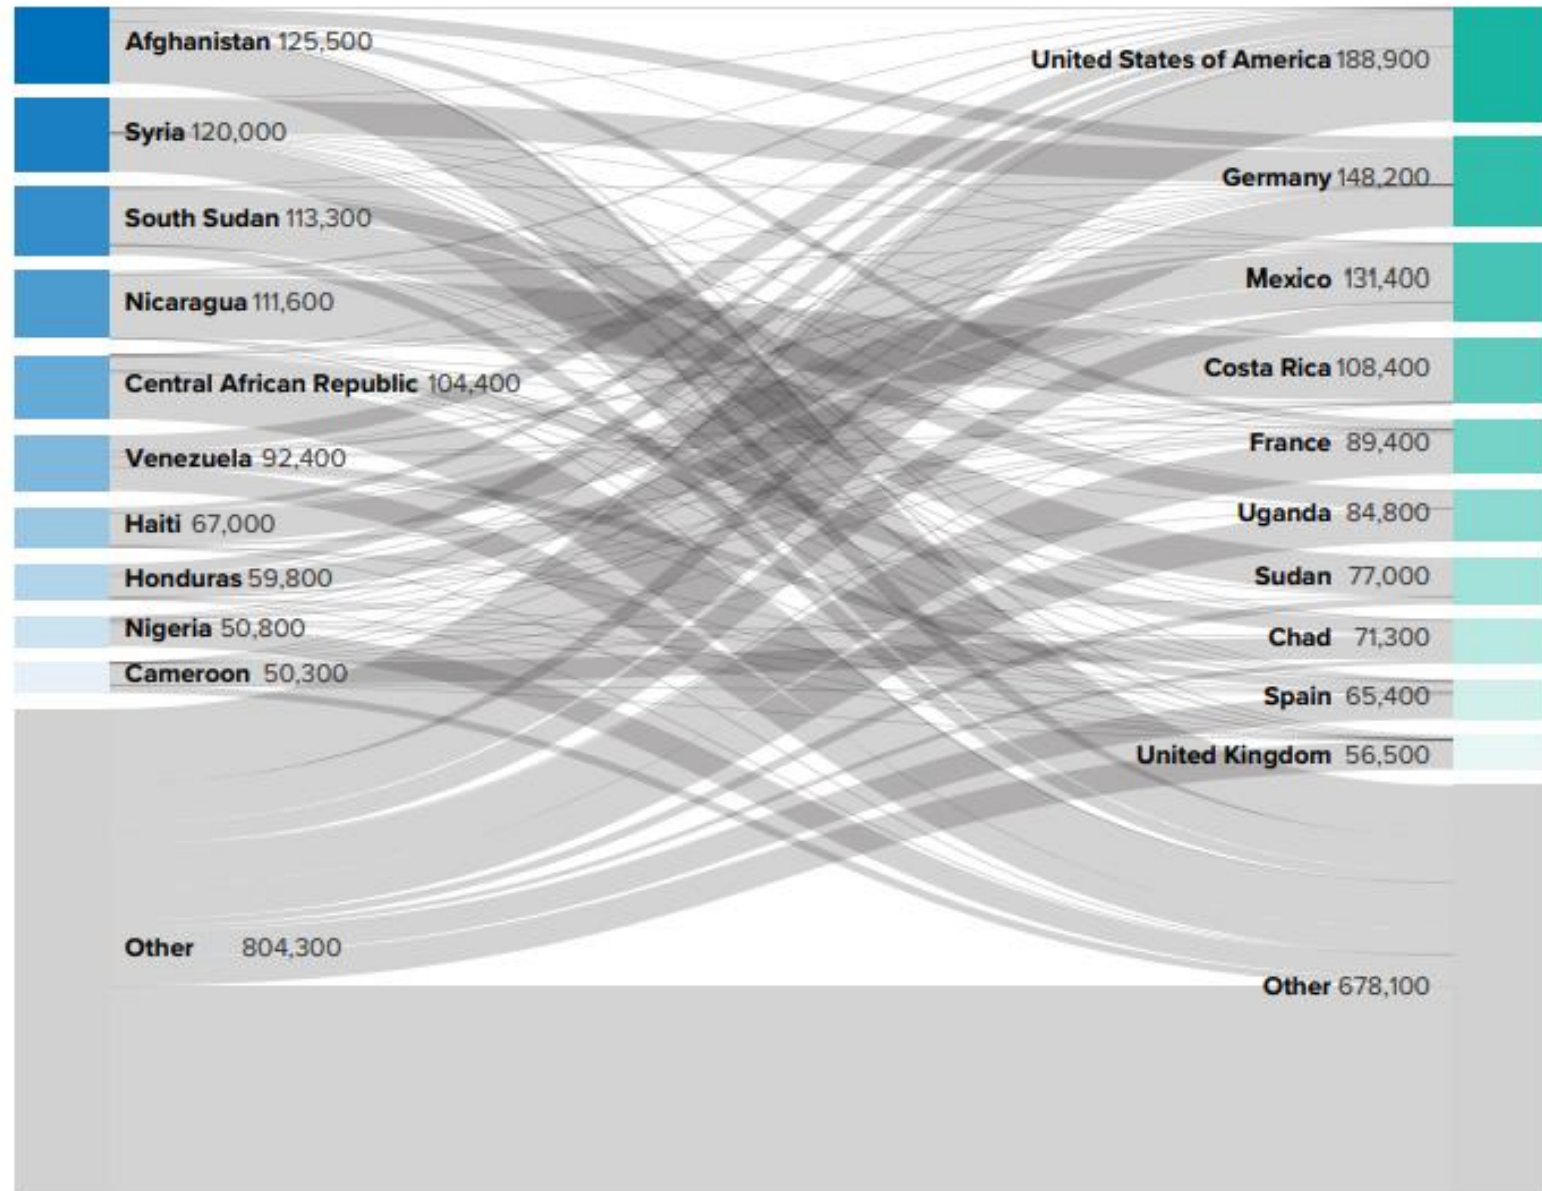 Afghanistan 125,500
Syria 120,000
South Sudan 113,300
Nicaragua 111,600
Central African Republic 104,400
Venezuela 92,400
Haiti 67,000
Honduras 59,800
Nigeria 50,800
Cameroon 50,300
Other 804,300
United States of America 188,900
Germany 148,200
Mexico 131,400
Costa Rica 108,400
France 89,400
Uganda 84,800
Sudan 77,000
Chad 71,300
Spain 65,400
United Kingdom 56,500
Other 678,100